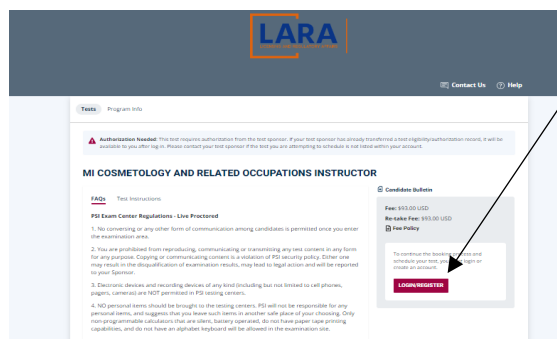 LARA
Contact Us Help
Tests Program Info
Authorization Needed: This test requires authorization from the test sponsor. If your test sponsor has already transferred a test eligibility/authorization record, it will be
available to you after log in. Please contact your test sponsor if the test you are attempting to schedule is not listed within your account.
MI COSMETOLOGY AND RELATED OCCUPATIONS INSTRUCTOR
Candidate Bulletin
FAQs Test Instructions
Fee: $93.00 USD
Re-take Fee: $93.00 USD
Fee Policy
PSI Exam Center Regulations - Live Proctored
1. No conversing or any other form of communication among candidates is permitted once you enter
the examination area.
2. You are prohibited from reproducing, communicating or transmitting any test content in any form
for any purpose. Copying or communicating content is a violation of PSI security policy. Either one
may result in the disqualification of examination results, may lead to legal action and will be reported
to your Sponsor.
To continue the booking process and
schedule your test, you login or
create an account.
LOGIN/REGISTER
3. Electronic devices and recording devices of any kind (including but not limited to cell phones,
pagers, cameras) are NOT permitted in PSI testing centers.
4. NO personal items should be brought to the testing centers. PSI will not be responsible for any
personal items, and suggests that you leave such items in another safe place of your choosing. Only
non-programmable calculators that are silent, battery operated, do not have paper tape printing
capabilities, and do not have an alphabet keyboard will be allowed in the examination site.